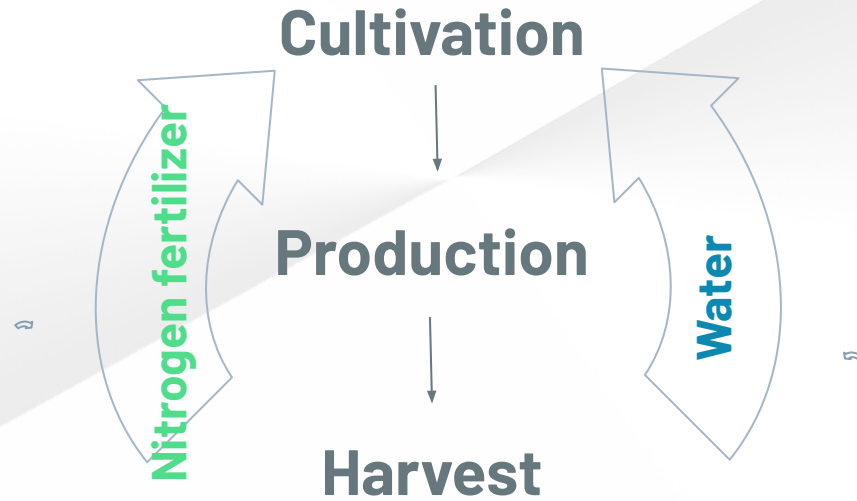 Cultivation
Nitrogen fertilizer
Production
Water
Harvest